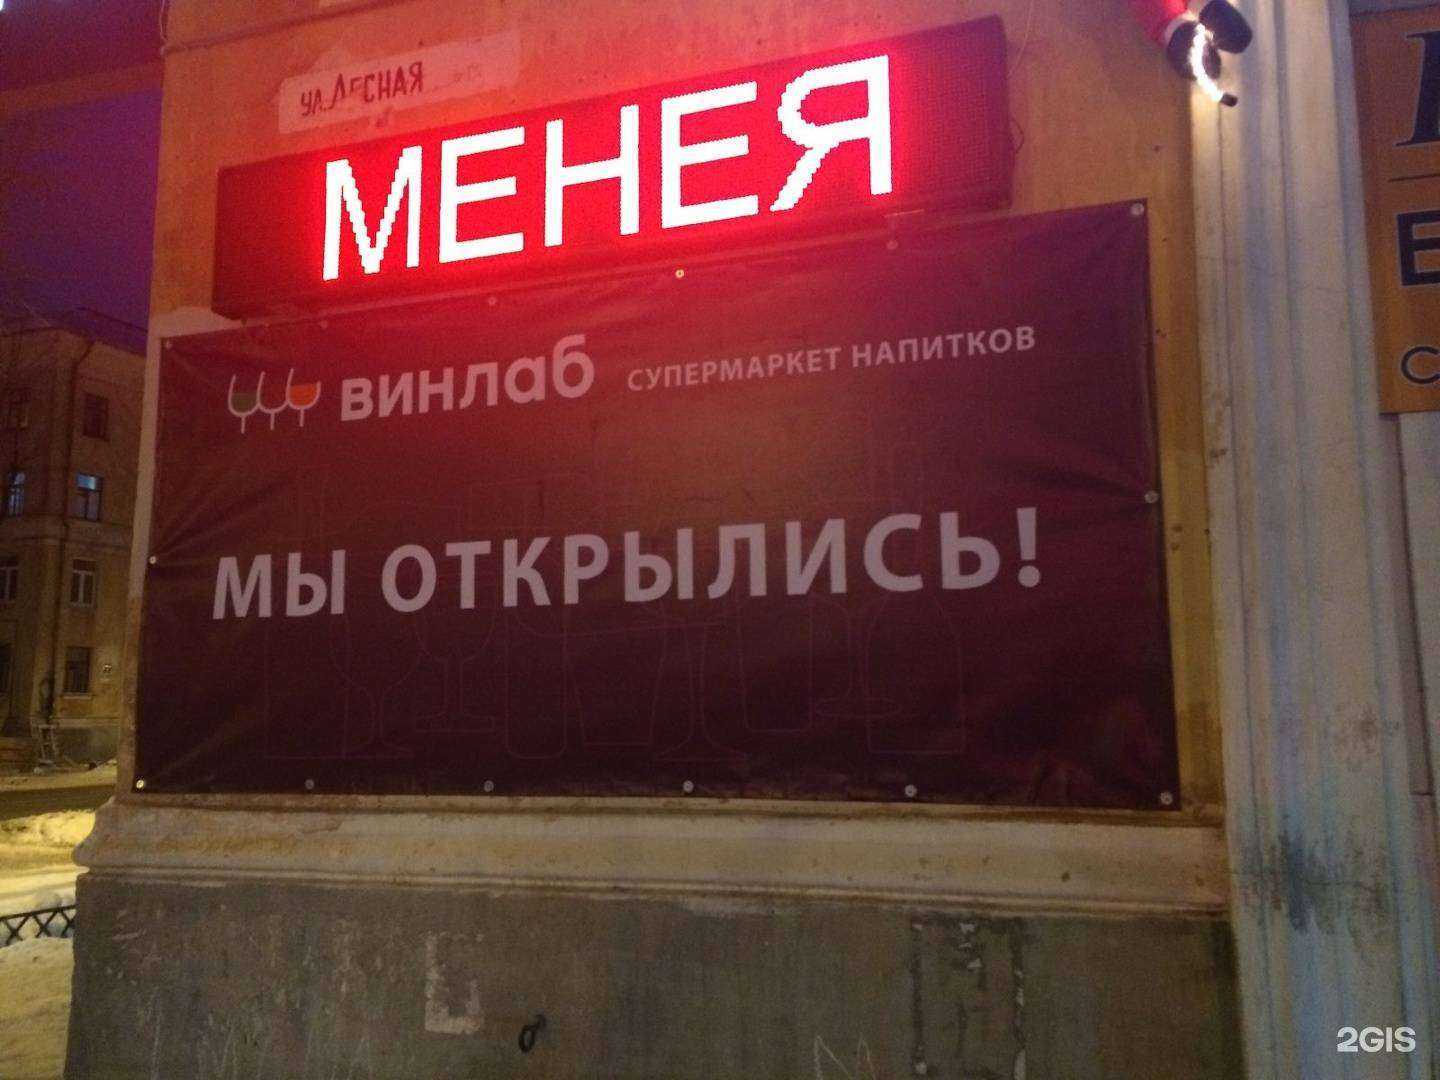 ул. Лесная
МЕНЕЯ
винлаб СУПЕРМАРКЕТ НАПИТКОВ
МЫ ОТКРЫЛИСЬ!
2GIS